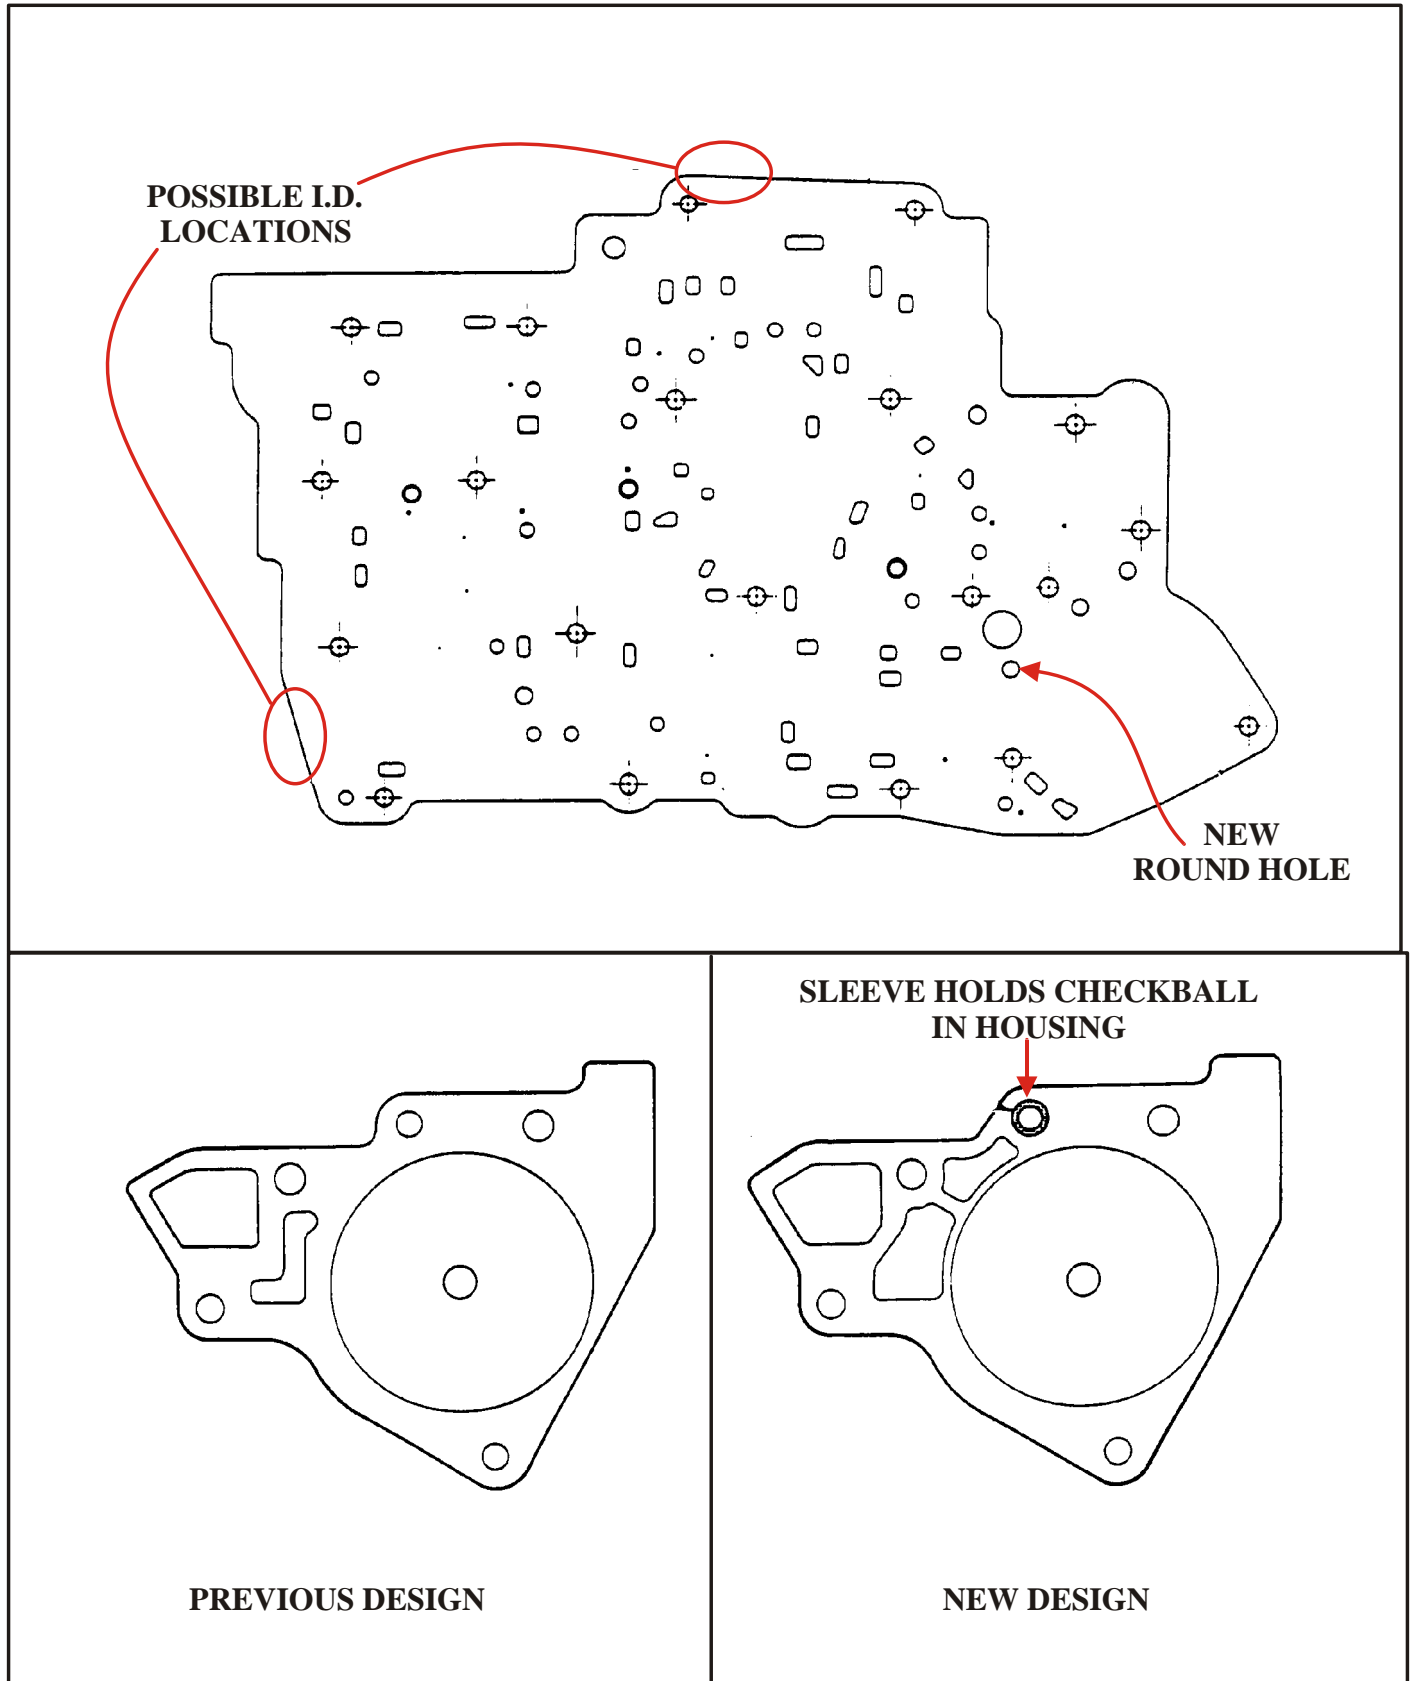 POSSIBLE I.D.
LOCATIONS
NEW
ROUND HOLE
SLEEVE HOLDS CHECKBALL
IN HOUSING
PREVIOUS DESIGN
NEW DESIGN